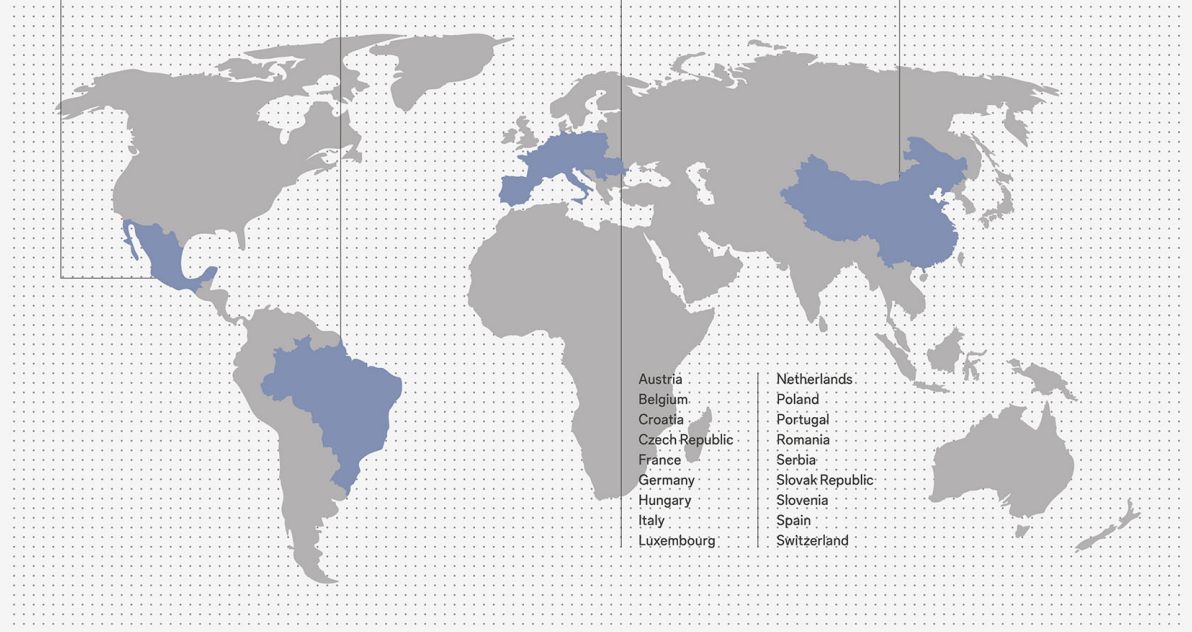 Austria
Belgium
Croatia
Czech Republic
France
Germany
Hungary
Italy
Luxembourg
Netherlands
Poland
Portugal
Romania
Serbia
Slovak Republic
Slovenia
Spain
Switzerland